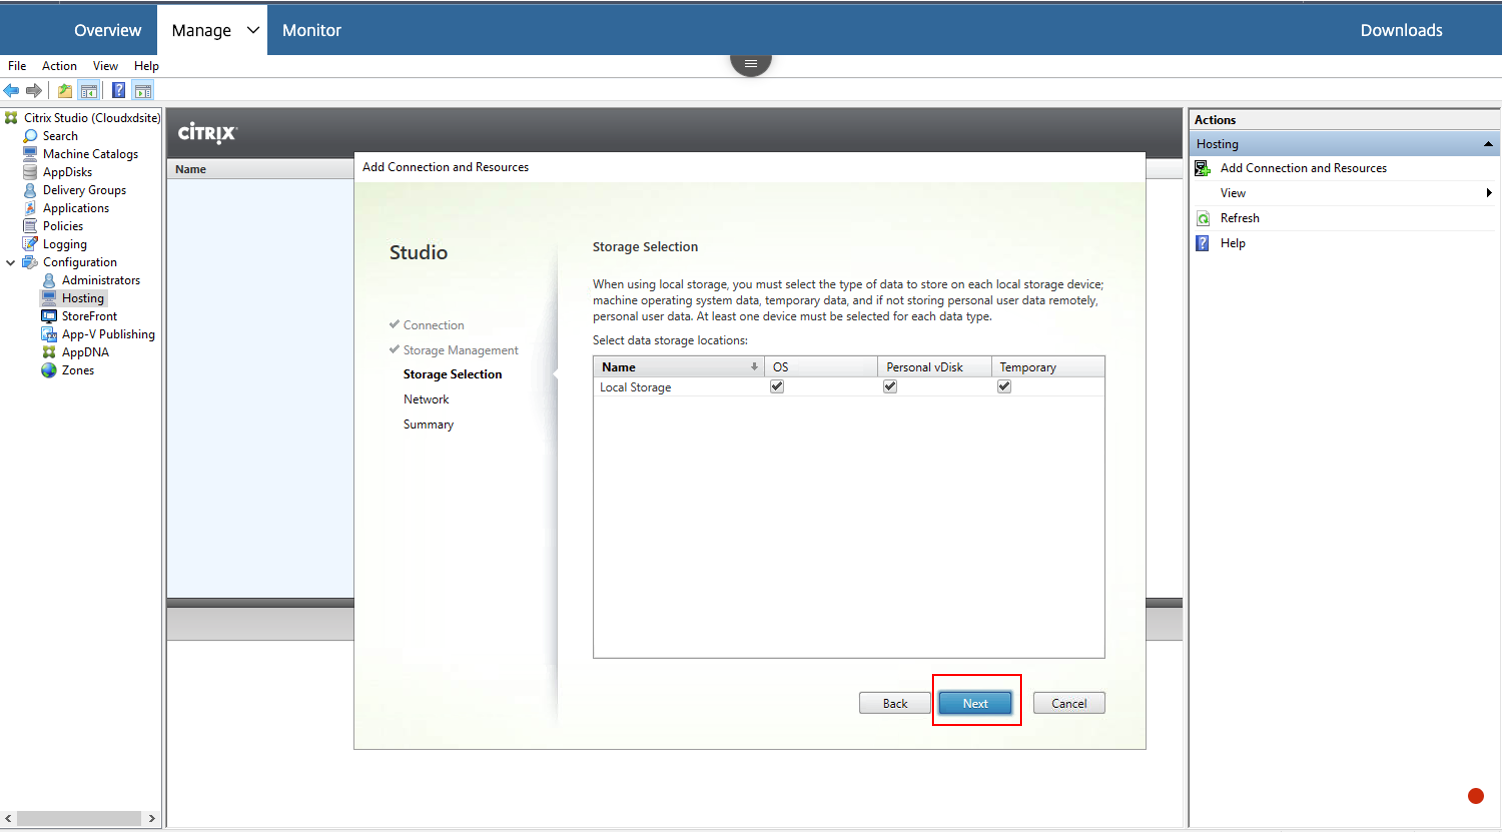 Overview
Manage
Monitor
Downloads
File Action View Help
Citrix Studio (Cloudxdsite)
Search
Machine Catalogs
AppDisks
Delivery Groups
Applications
Policies
Logging
Configuration
Administrators
Hosting
StoreFront
App-V Publishing
AppDNA
Zones
CITRIX
Name
Add Connection and Resources
Studio
Connection
Storage Management
Storage Selection
Network
Summary
Storage Selection
When using local storage, you must select the type of data to store on each local storage device;
machine operating system data, temporary data, and if not storing personal user data remotely,
personal user data. At least one device must be selected for each data type.
Select data storage locations:
Name OS Personal vDisk Temporary
Local Storage
Back Next Cancel
Actions
Hosting
Add Connection and Resources
View
Refresh
Help